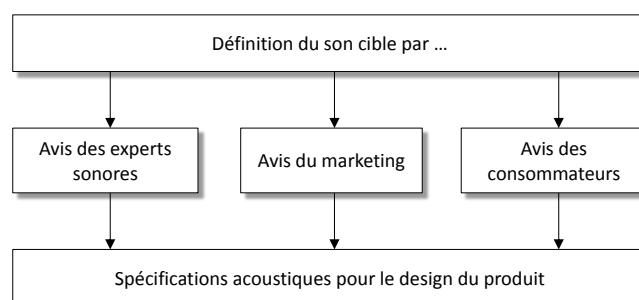 Définition du son cible par ...
Avis des experts
sonores
Avis du marketing
Avis des
consommateurs
Spécifications acoustiques pour le design du produit